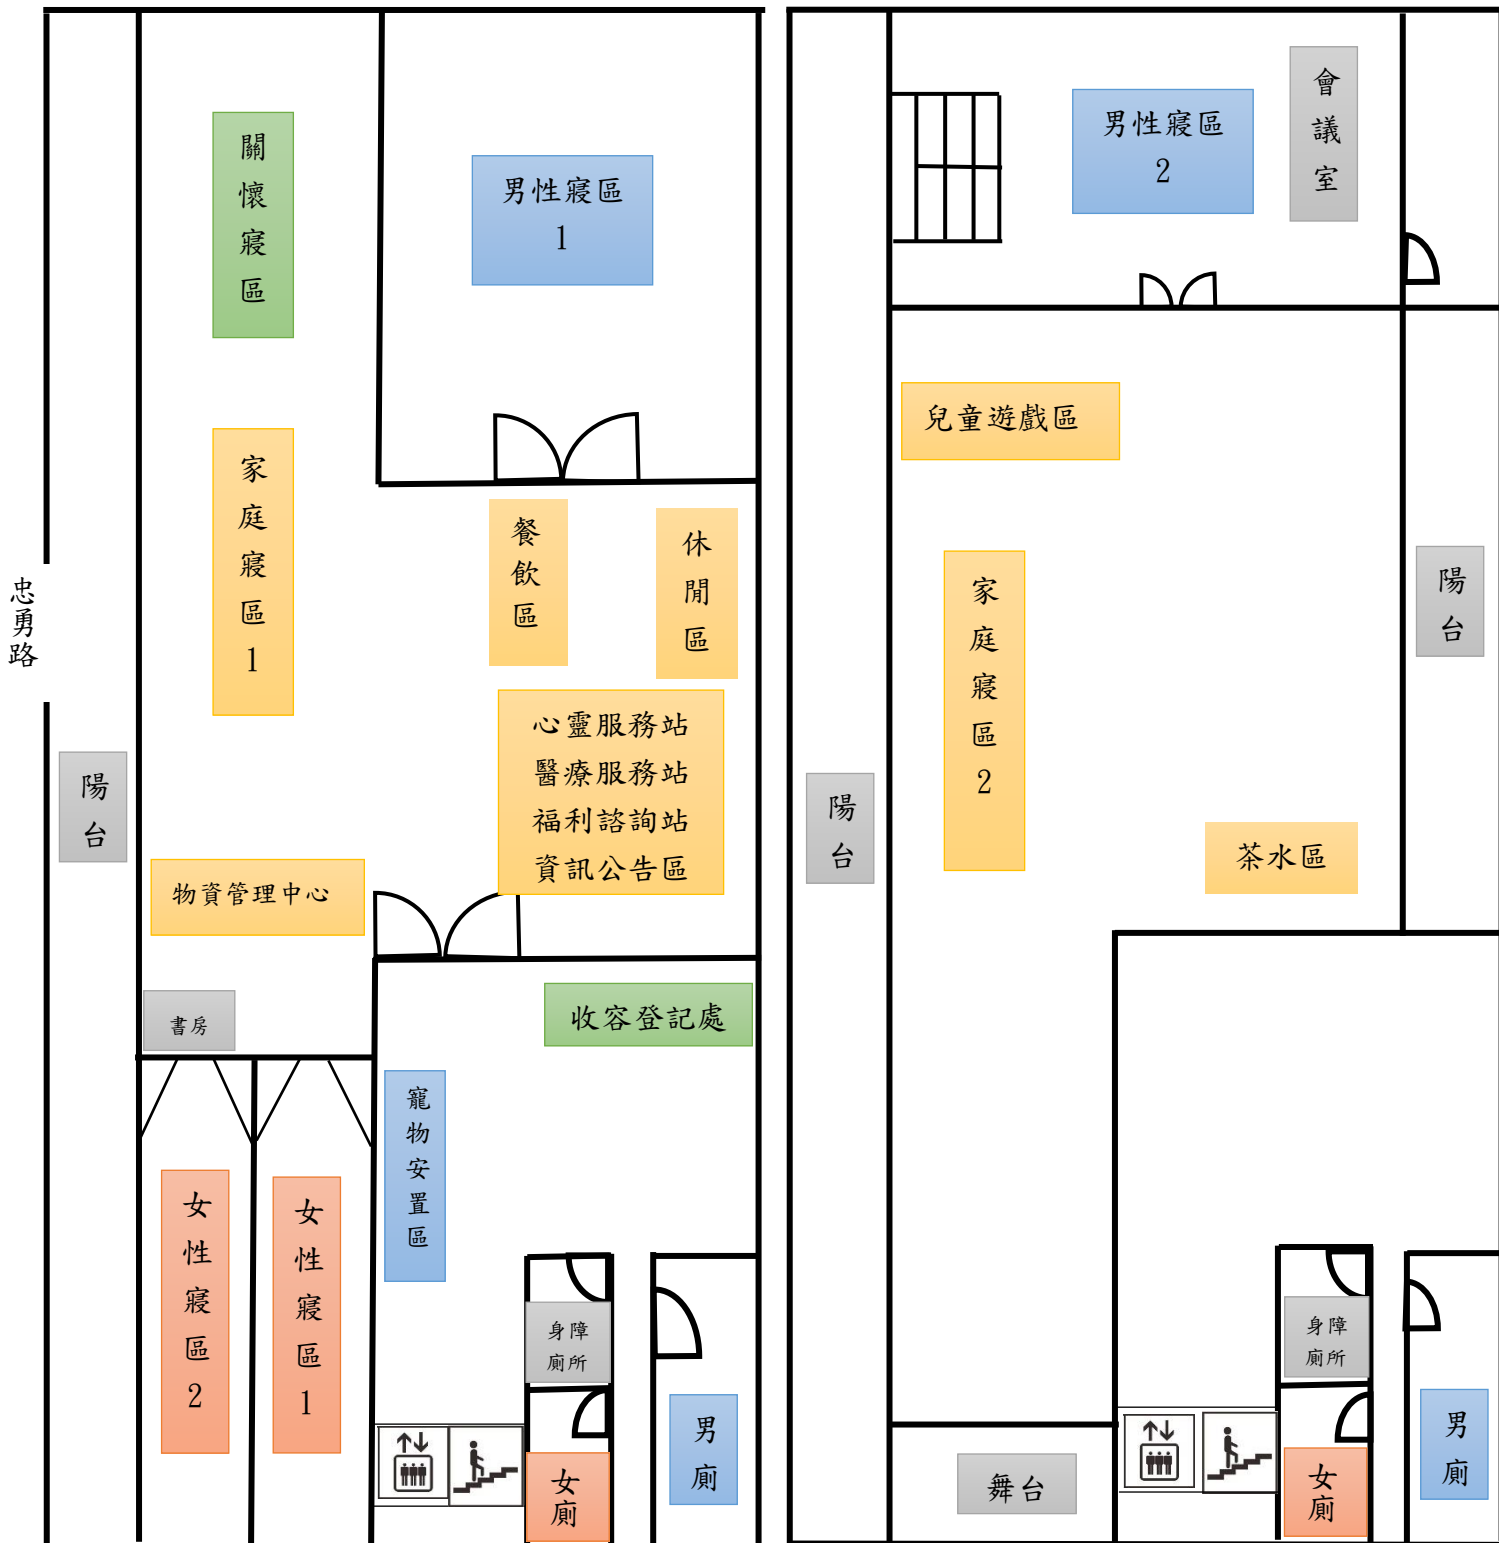 忠勇路
陽台
關懷寢區
男性寢區
1
家庭寢區1
餐飲區
休閒區
心靈服務站
醫療服務站
福利諮詢站
資訊公告區
物資管理中心
書房
收容登記處
寵物安置區
女性寢區2
女性寢區1
身障
廁所
女廁
男廁
男性寢區
2
會議室
兒童遊戲區
家庭寢區2
陽台
陽台
茶水區
舞台
身障
廁所
女廁
男廁